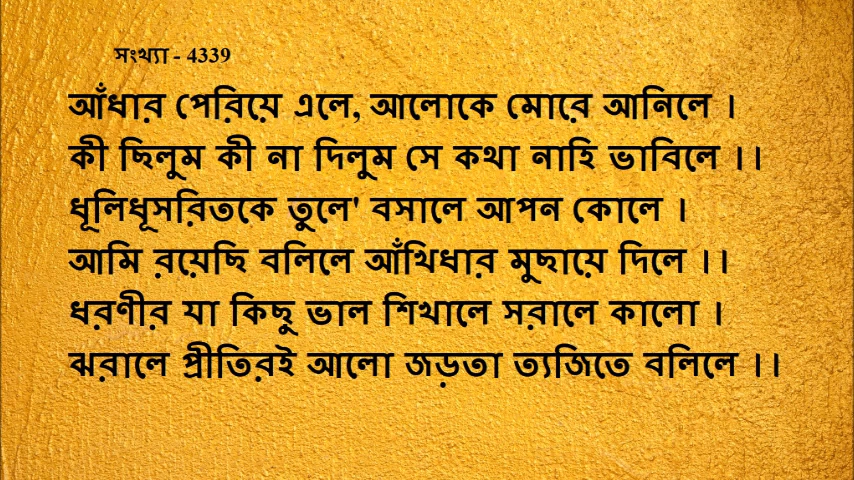 সংখ্যা - 4339
আঁধার পেরিয়ে এলে, আলোকে মোরে আনিলে ।
কী ছিলুম কী না দিলুম সে কথা নাহি ভাবিলে ।।
ধূলিধূসরিতকে তুলে' বসালে আপন কোলে ।
আমি রয়েছি বলিলে আঁখিধার মুছায়ে দিলে ।।
ধরণীর যা কিছু ভাল শিখালে সরালে কালো ।
ঝরালে প্রীতিরই আলো জড়তা ত্যজিতে বলিলে ।।